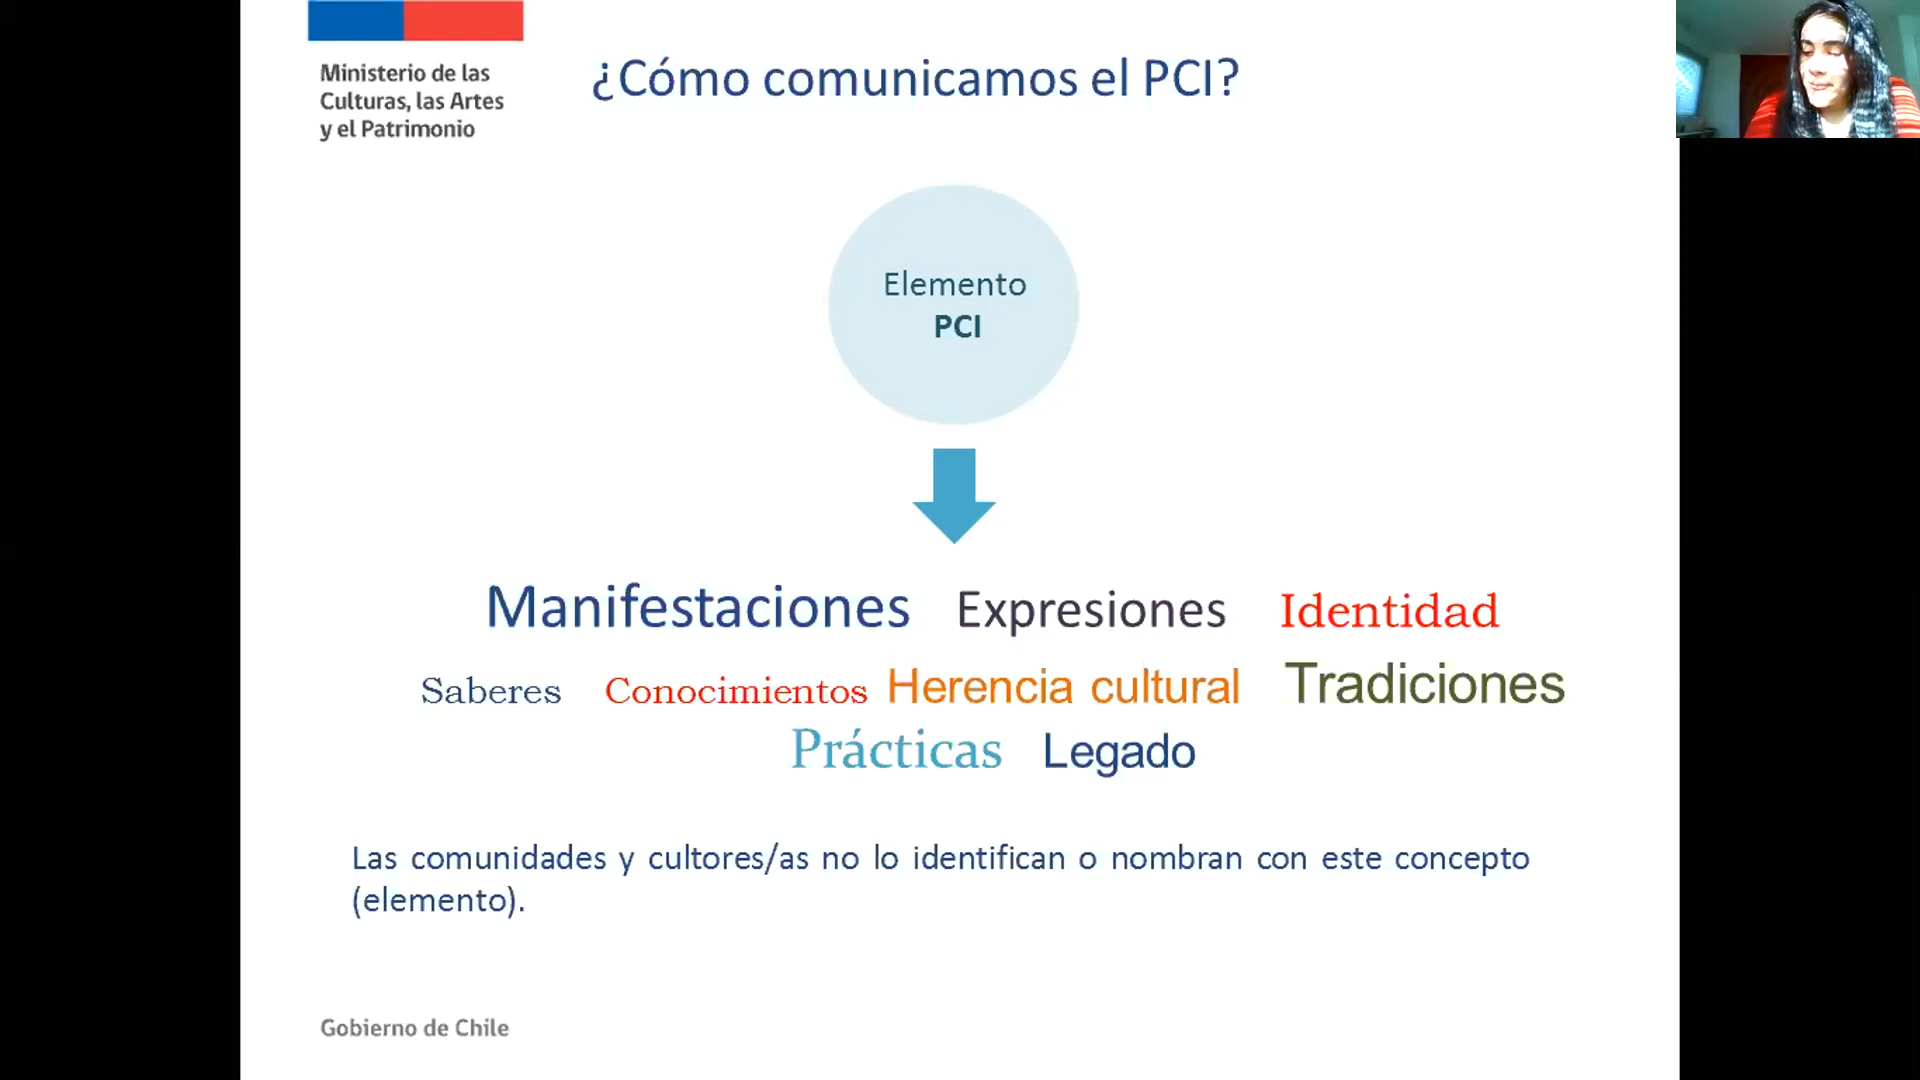 Ministerio de las
Culturas, las Artes
y el Patrimonio
¿Cómo comunicamos el PCI?
Elemento
PCI
Manifestaciones Expresiones Identidad
Saberes Conocimientos Herencia cultural Tradiciones
Prácticas Legado
Las comunidades y cultores/as no lo identifican o nombran con este concepto
(elemento).
Gobierno de Chile